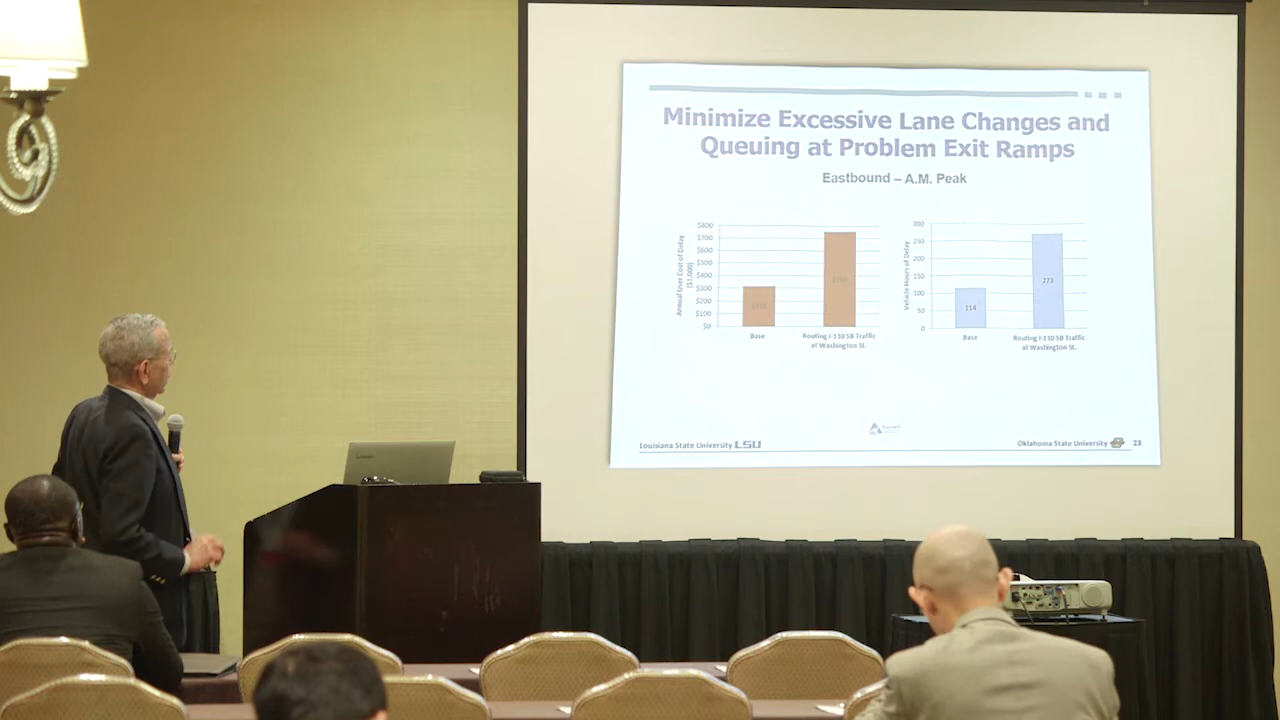 Minimize Excessive Lane Changes and
Queuing at Problem Exit Ramps
Eastbound – A.M. Peak
Annual User Cost of Delay
($1,000)
$800
$700
$600
$500
$400
$300
$200
$100
$0
Base
Routing I-110 SB Traffic
at Washington St.
Vehicle Hours of Delay
300
250
200
150
100
50
0
114
273
Base
Routing I-110 SB Traffic
at Washington St.
Louisiana State University LSU
Oklahoma State University
23
Lenovo